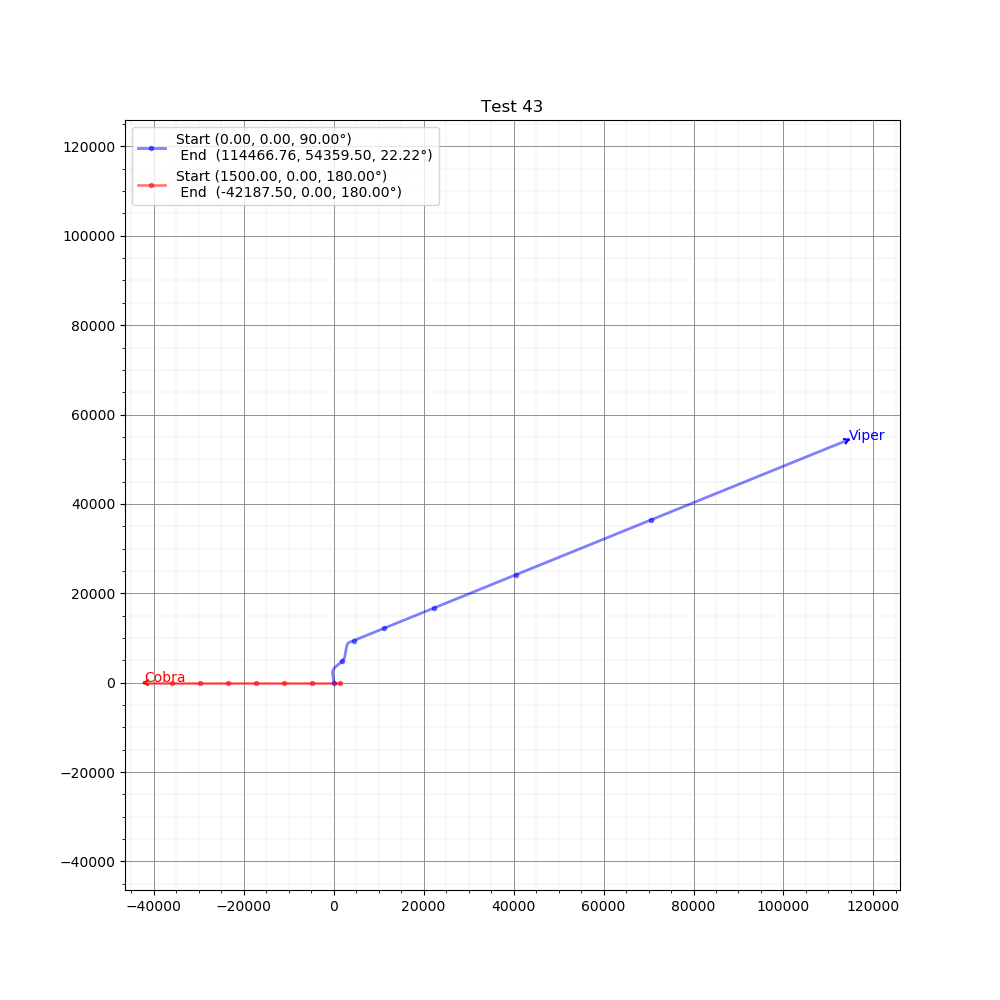 Test 43
Start (0.00, 0.00, 90.00°)
End (114466.76, 54359.50, 22.22°)
Start (1500.00, 0.00, 180.00°)
End (-42187.50, 0.00, 180.00°)
120000
100000
80000
60000
40000
20000
0
−20000
−40000
Viper
Cobra
−40000 −20000 0 20000 40000 60000 80000 100000 120000